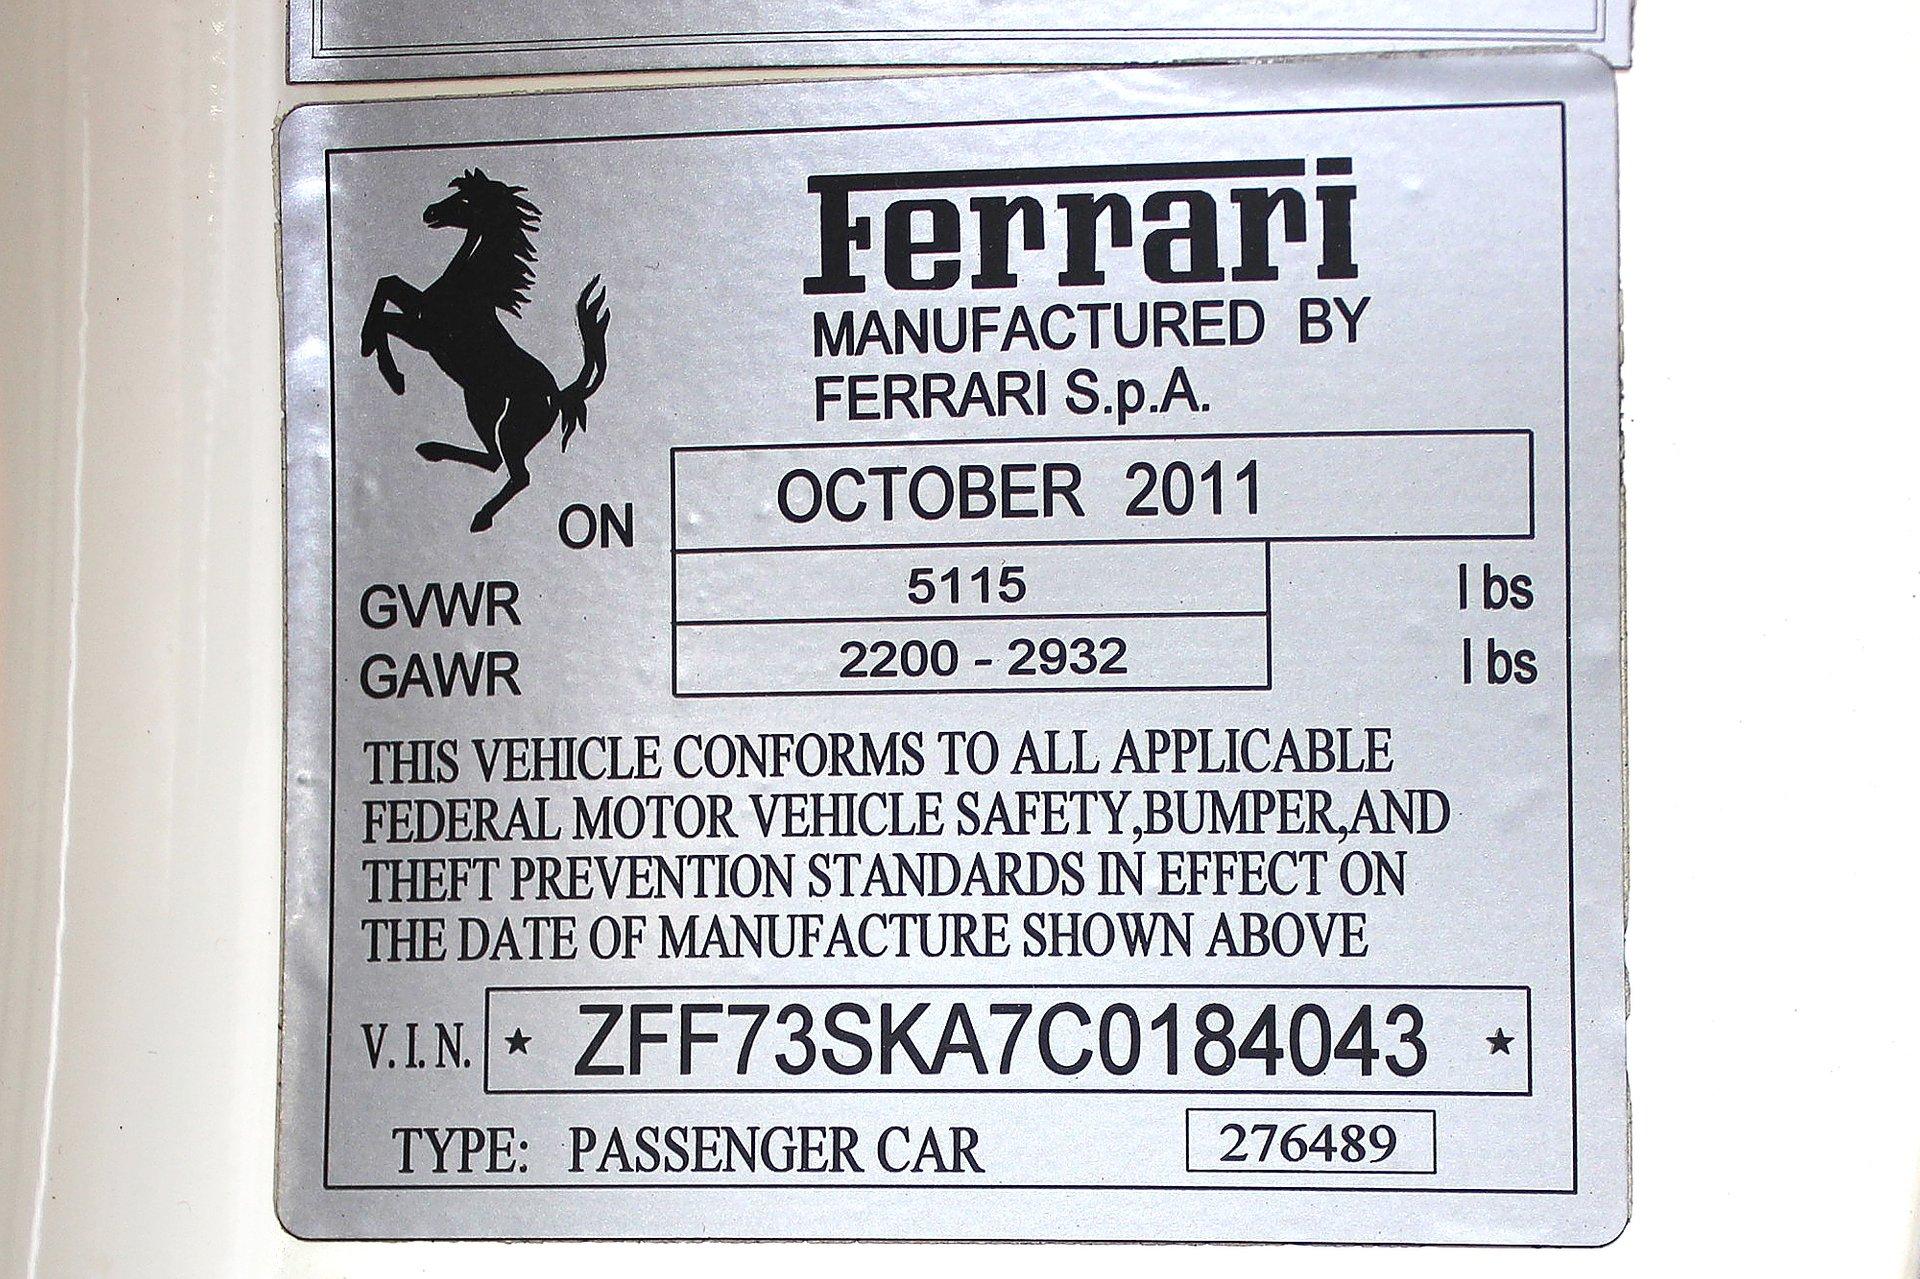 Ferrari
MANUFACTURED BY
FERRARI S.p.A.
ON OCTOBER 2011
GVWR 5115 lbs
GAWR 2200 - 2932 lbs
THIS VEHICLE CONFORMS TO ALL APPLICABLE
FEDERAL MOTOR VEHICLE SAFETY,BUMPER,AND
THEFT PREVENTION STANDARDS IN EFFECT ON
THE DATE OF MANUFACTURE SHOWN ABOVE
V.I.N. ★ ZFF73SKA7C0184043 ★
TYPE: PASSENGER CAR 276489